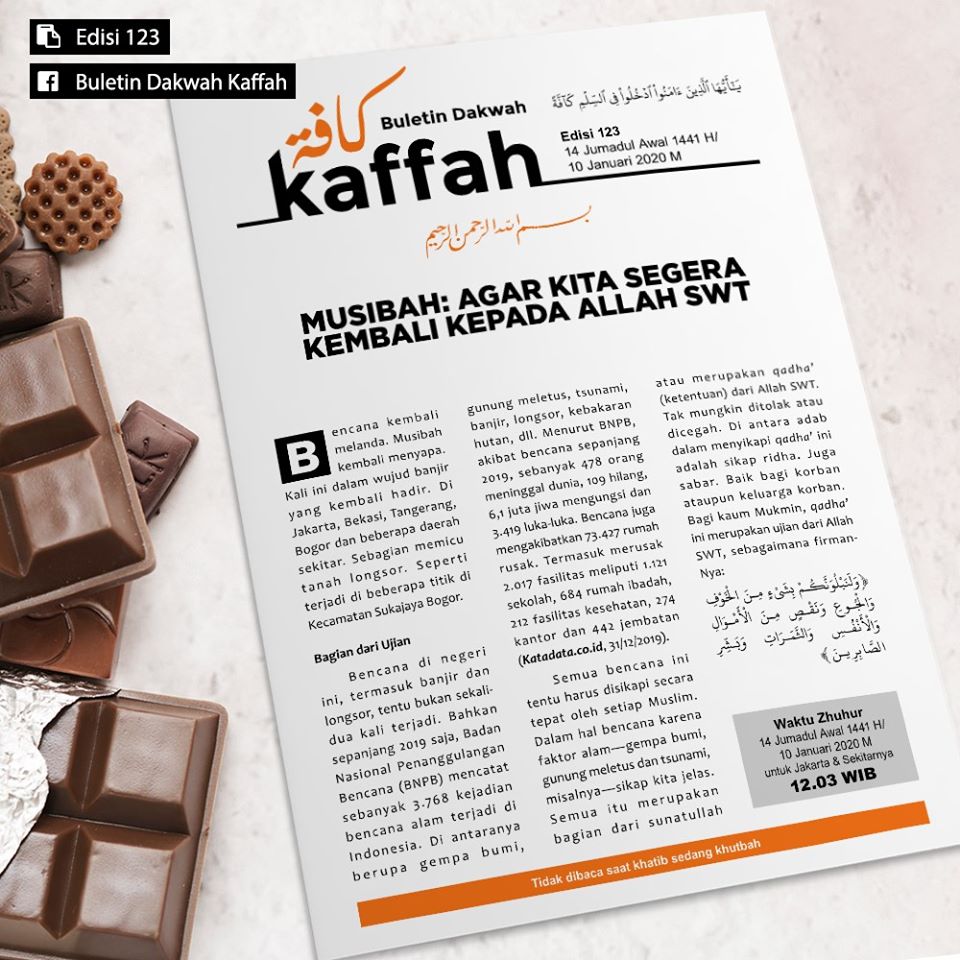 Edisi 123
Buletin Dakwah Kaffah
كافة
Buletin Dakwah
kaffah
يَـٰٓأَيُّهَا ٱلَّذِينَ ءَامَنُوا۟ ٱدْخُلُوا۟ فِى ٱلسِّلْمِ كَآفَّةً
Edisi 123
14 Jumadul Awal 1441 H/
10 Januari 2020 M
بسم الله الرحمن الرحيم
MUSIBAH: AGAR KITA SEGERA
KEMBALI KEPADA ALLAH SWT
Bencana kembali
melanda. Musibah
kembali menyapa.
Kali ini dalam wujud banjir
yang kembali hadir. Di
Jakarta, Bekasi, Tangerang,
Bogor dan beberapa daerah
sekitar. Sebagian memicu
tanah longsor. Seperti
terjadi di beberapa titik di
Kecamatan Sukajaya Bogor.
Bagian dari Ujian
Bencana di negeri
ini, termasuk banjir dan
longsor, tentu bukan sekali-
dua kali terjadi. Bahkan
sepanjang 2019 saja, Badan
Nasional Penanggulangan
Bencana (BNPB) mencatat
sebanyak 3.768 kejadian
bencana alam terjadi di
Indonesia. Di antaranya
berupa gempa bumi,
gunung meletus, tsunami,
banjir, longsor, kebakaran
hutan, dll. Menurut BNPB,
akibat bencana sepanjang
2019, sebanyak 478 orang
meninggal dunia, 109 hilang,
6,1 juta jiwa mengungsi dan
3.419 luka-luka. Bencana juga
mengakibatkan 73.427 rumah
rusak. Termasuk merusak
2.017 fasilitas meliputi 1.121
sekolah, 684 rumah ibadah,
212 fasilitas kesehatan, 274
kantor dan 442 jembatan
(Katadata.co.id, 31/12/2019).
Semua bencana ini
tentu harus disikapi secara
tepat oleh setiap Muslim.
Dalam hal bencana karena
faktor alam—gempa bumi,
gunung meletus dan tsunami,
misalnya—sikap kita jelas.
Semua itu merupakan
bagian dari sunatullah
atau merupakan qadha'
(ketentuan) dari Allah SWT.
Tak mungkin ditolak atau
dicegah. Di antara adab
dalam menyikapi qadha' ini
adalah sikap ridha. Juga
sabar. Baik bagi korban
ataupun keluarga korban.
Bagi kaum Mukmin, qadha'
ini merupakan ujian dari Allah
SWT, sebagaimana firman-
Nya:
﴿وَلَنَبْلُوَنَّكُمْ بِشَيْءٍ مِنَ الْخَوْفِ
وَالْجُوعِ وَنَقْصٍ مِنَ الْأَمْوَالِ
وَالْأَنْفُسِ وَالثَّمَرَاتِ وَبَشِّرِ
الصَّابِرِينَ﴾
Waktu Zhuhur
14 Jumadul Awal 1441 H/
10 Januari 2020 M
untuk Jakarta & Sekitarnya
12.03 WIB
Tidak dibaca saat khatib sedang khutbah